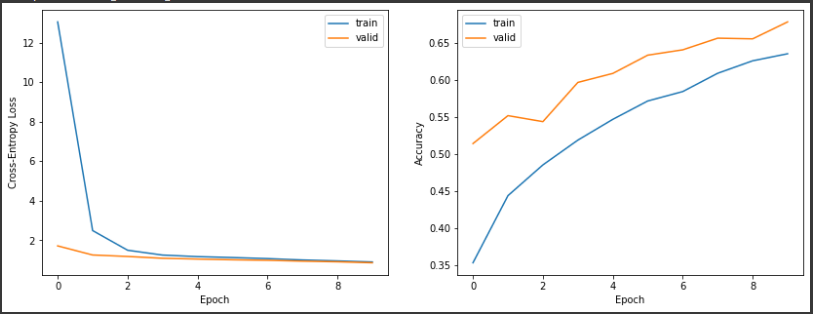 train
valid
12
10
8
6
4
2
Cross-Entropy Loss
0 2 4 6 8
Epoch
train
valid
0.65
0.60
0.55
0.50
0.45
0.40
0.35
Accuracy
0 2 4 6 8
Epoch